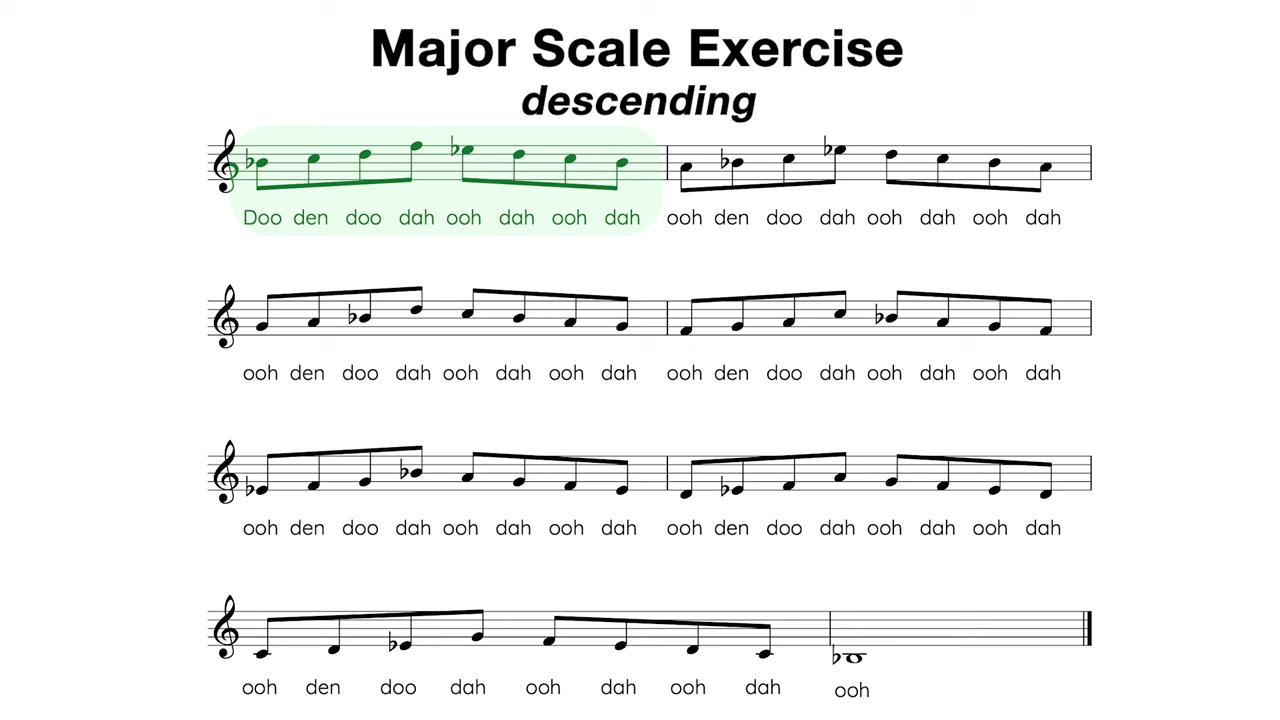 Major Scale Exercise
descending
Doo den doo dah ooh dah ooh dah ooh den doo dah ooh dah ooh dah
ooh den doo dah ooh dah ooh dah ooh den doo dah ooh dah ooh dah
ooh den doo dah ooh dah ooh dah ooh den doo dah ooh dah ooh dah
ooh den doo dah ooh dah ooh dah ooh